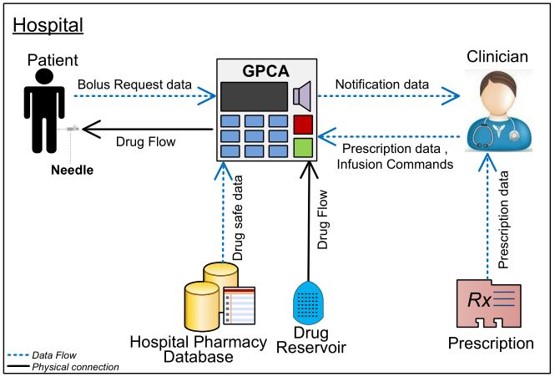 Hospital
Patient
GPCA
Clinician
Bolus Request data
Notification data
Drug Flow
Prescription data ,
Infusion Commands
Needle
Drug safe data
Drug Flow
Prescription data
Rx
Hospital Pharmacy
Database
Drug
Reservoir
Prescription
Data Flow
Physical connection